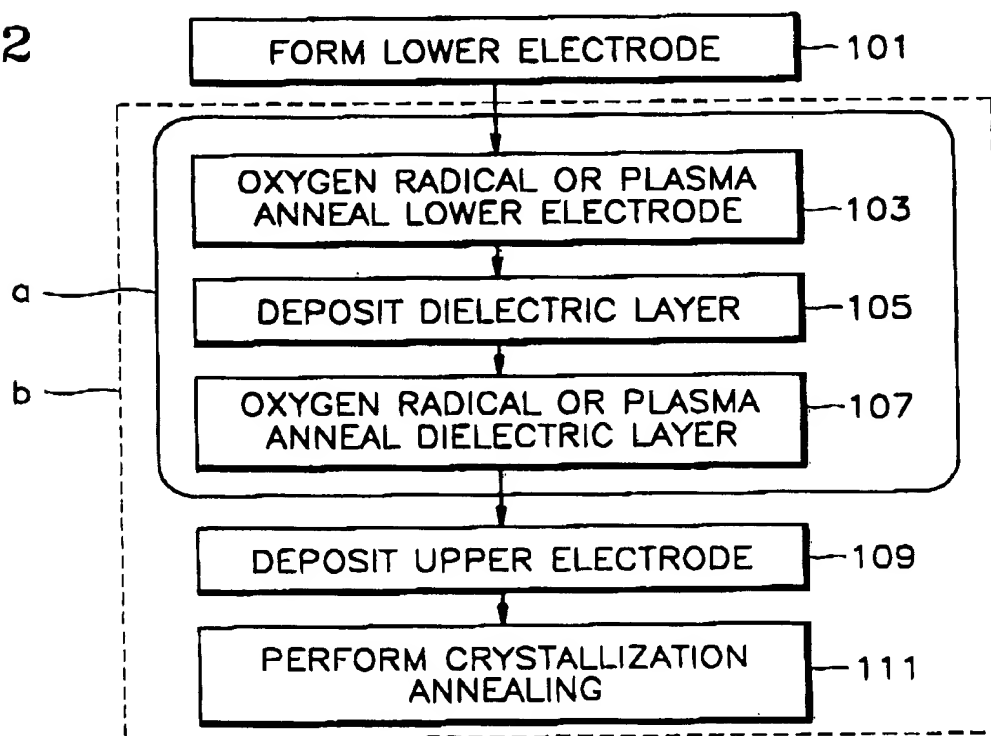 2
FORM LOWER ELECTRODE
101
OXYGEN RADICAL OR PLASMA
ANNEAL LOWER ELECTRODE
103
a
DEPOSIT DIELECTRIC LAYER
105
b
OXYGEN RADICAL OR PLASMA
ANNEAL DIELECTRIC LAYER
107
DEPOSIT UPPER ELECTRODE
109
PERFORM CRYSTALLIZATION
ANNEALING
111